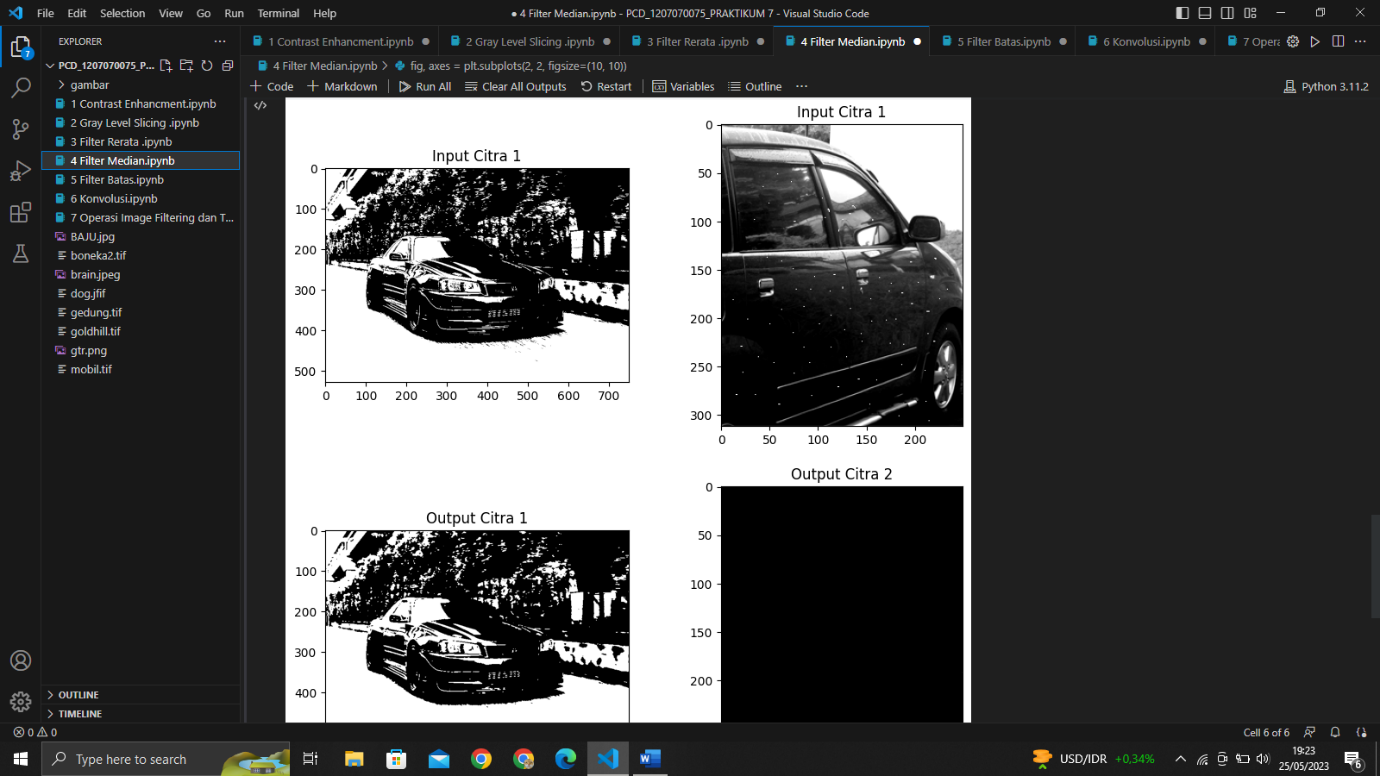 File Edit Selection View Go Run Terminal Help
● 4 Filter Median.ipynb - PCD_1207070075_PRAKTIKUM 7 - Visual Studio Code
EXPLORER
PCD_1207070075_P...
gambar
1 Contrast Enhancment.ipynb
2 Gray Level Slicing .ipynb
3 Filter Rerata .ipynb
4 Filter Median.ipynb
5 Filter Batas.ipynb
6 Konvolusi.ipynb
7 Operasi Image Filtering dan T...
BAJU.jpg
boneka2.tif
brain.jpeg
dog.jfif
gedung.tif
goldhill.tif
gtr.png
mobil.tif
OUTLINE
TIMELINE
1 Contrast Enhancment.ipynb ● 2 Gray Level Slicing .ipynb ● 3 Filter Rerata .ipynb ● 4 Filter Median.ipynb ● 5 Filter Batas.ipynb ● 6 Konvolusi.ipynb ● 7 Opera
4 Filter Median.ipynb > fig, axes = plt.subplots(2, 2, figsize=(10, 10))
+ Code + Markdown Run All Clear All Outputs Restart Variables Outline ... Python 3.11.2
Input Citra 1
0
100
200
300
400
500
0 100 200 300 400 500 600 700
Input Citra 1
0
50
100
150
200
250
300
0 50 100 150 200
Output Citra 1
0
100
200
300
400
Output Citra 2
0
50
100
150
200
7
0 0 Cell 6 of 6
Type here to search
USD/IDR +0,34%
19:23
25/05/2023
6